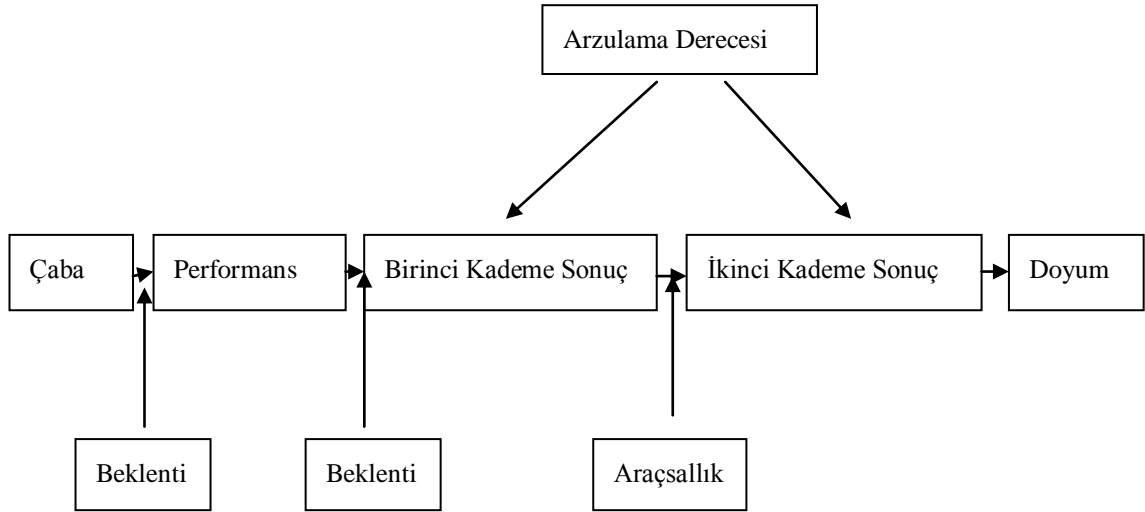 Arzulama Derecesi
Çaba
Performans
Birinci Kademe Sonuç
İkinci Kademe Sonuç
Doyum
Beklenti
Beklenti
Araçsallık